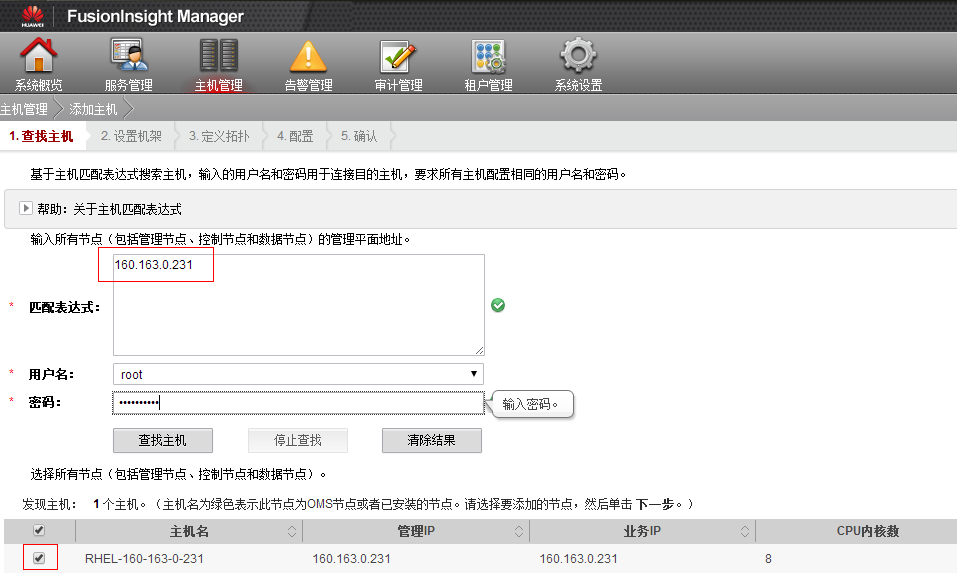 HUAWEI FusionInsight Manager
系统概览 服务管理 主机管理 告警管理 审计管理 租户管理 系统设置
主机管理 添加主机
1. 查找主机 2. 设置机架 3. 定义拓扑 4. 配置 5. 确认
基于主机匹配表达式搜索主机，输入的用户名和密码用于连接目的主机，要求所有主机配置相同的用户名和密码。
帮助：关于主机匹配表达式
输入所有节点（包括管理节点、控制节点和数据节点）的管理平面地址。
160.163.0.231
* 匹配表达式：
* 用户名： root
* 密码： •••••••••• 输入密码。
查找主机 停止查找 清除结果
选择所有节点（包括管理节点、控制节点和数据节点）。
发现主机： 1 个主机。（主机名为绿色表示此节点为OMS节点或者已安装的节点。请选择要添加的节点，然后单击 下一步。）
主机名 管理IP 业务IP CPU内核数
RHEL-160-163-0-231 160.163.0.231 160.163.0.231 8